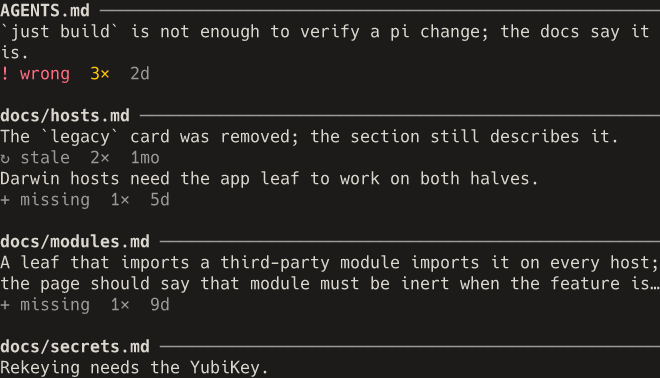 AGENTS.md
`just build` is not enough to verify a pi change; the docs say it
is.
! wrong  3×  2d
docs/hosts.md
The `legacy` card was removed; the section still describes it.
↻ stale  2×  1mo
Darwin hosts need the app leaf to work on both halves.
+ missing  1×  5d
docs/modules.md
A leaf that imports a third-party module imports it on every host;
the page should say that module must be inert when the feature is…
+ missing  1×  9d
docs/secrets.md
Rekeying needs the YubiKey.